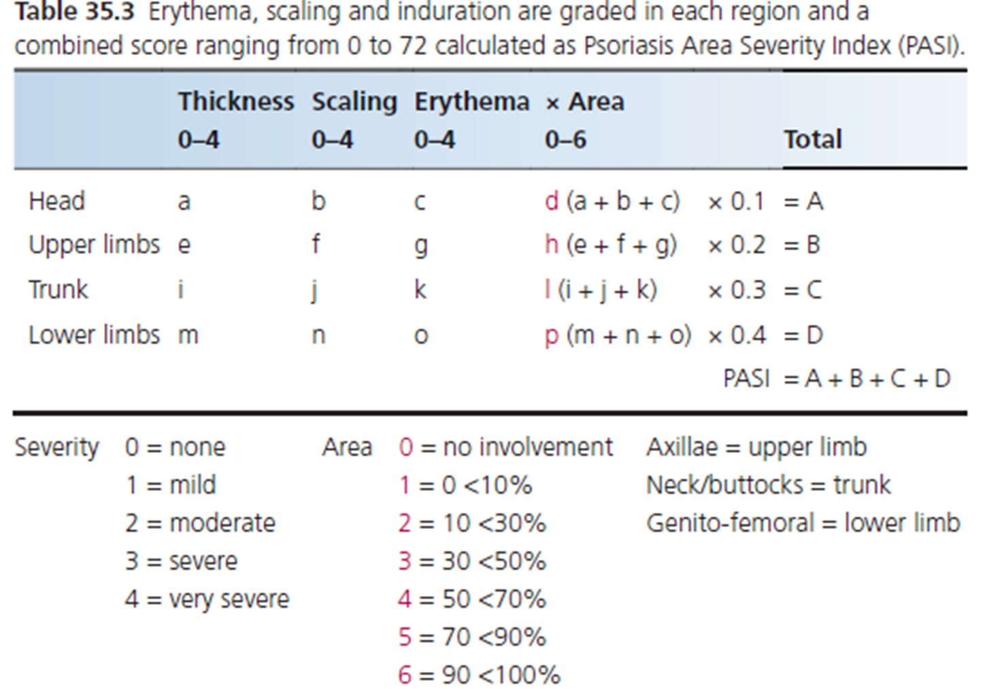 Table 35.3 Erythema, scaling and induration are graded in each region and a
combined score ranging from 0 to 72 calculated as Psoriasis Area Severity Index (PASI).
Thickness Scaling Erythema × Area
0–4 0–4 0–4 0–6 Total
Head a b c d (a + b + c) × 0.1 = A
Upper limbs e f g h (e + f + g) × 0.2 = B
Trunk i j k l (i + j + k) × 0.3 = C
Lower limbs m n o p (m + n + o) × 0.4 = D
PASI = A + B + C + D
Severity 0 = none Area 0 = no involvement Axillae = upper limb
1 = mild 1 = 0 <10% Neck/buttocks = trunk
2 = moderate 2 = 10 <30% Genito-femoral = lower limb
3 = severe 3 = 30 <50%
4 = very severe 4 = 50 <70%
5 = 70 <90%
6 = 90 <100%